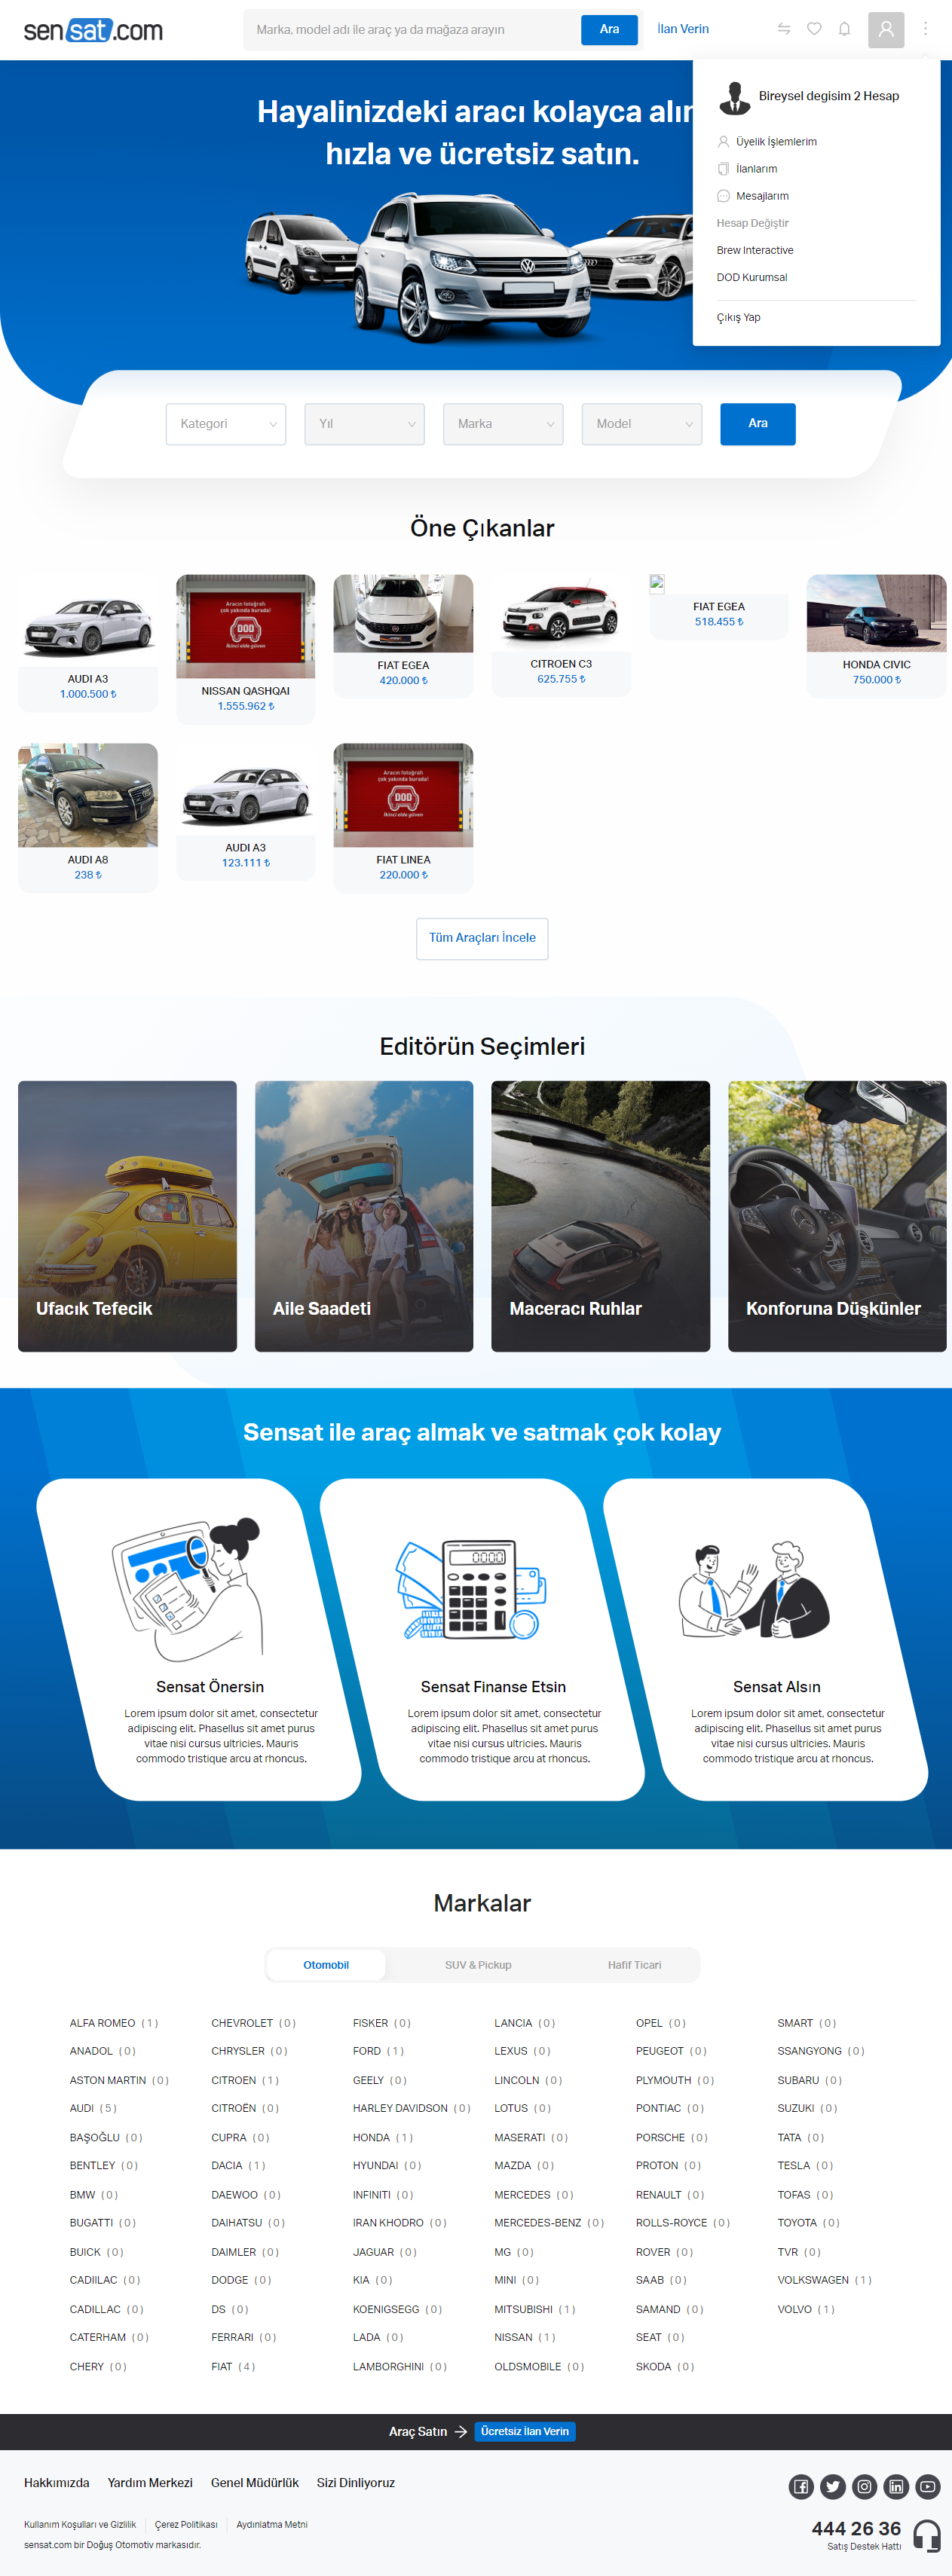 sensat.com
Marka, model adı ile araç ya da mağaza arayın
Ara
İlan Verin
Bireysel degisim 2 Hesap
Üyelik İşlemlerim
İlanlarım
Mesajlarım
Hesap Değiştir
Brew Interactive
DOD Kurumsal
Çıkış Yap
Hayalinizdeki aracı kolayca alın
hızla ve ücretsiz satın.
Kategori
Yıl
Marka
Model
Ara
Öne Çıkanlar
AUDI A3
1.000.500 ₺
Aracın fotoğrafı
çok yakında burada!
DOD
İkinci elde güven
NISSAN QASHQAI
1.555.962 ₺
FIAT EGEA
420.000 ₺
CITROEN C3
625.755 ₺
FIAT EGEA
518.455 ₺
HONDA CIVIC
750.000 ₺
AUDI A8
238 ₺
AUDI A3
123.111 ₺
Aracın fotoğrafı
çok yakında burada!
DOD
İkinci elde güven
FIAT LINEA
220.000 ₺
Tüm Araçları İncele
Editörün Seçimleri
Ufacık Tefecik
Aile Saadeti
Maceracı Ruhlar
Konforuna Düşkünler
Sensat ile araç almak ve satmak çok kolay
0000
Sensat Önersin
Lorem ipsum dolor sit amet, consectetur
adipiscing elit. Phasellus sit amet purus
vitae nisi cursus ultricies. Mauris
commodo tristique arcu at rhoncus.
Sensat Finanse Etsin
Lorem ipsum dolor sit amet, consectetur
adipiscing elit. Phasellus sit amet purus
vitae nisi cursus ultricies. Mauris
commodo tristique arcu at rhoncus.
Sensat Alsın
Lorem ipsum dolor sit amet, consectetur
adipiscing elit. Phasellus sit amet purus
vitae nisi cursus ultricies. Mauris
commodo tristique arcu at rhoncus.
Markalar
Otomobil
SUV & Pickup
Hafif Ticari
ALFA ROMEO ( 1 )
ANADOL ( 0 )
ASTON MARTIN ( 0 )
AUDI ( 5 )
BAŞOĞLU ( 0 )
BENTLEY ( 0 )
BMW ( 0 )
BUGATTI ( 0 )
BUICK ( 0 )
CADIILAC ( 0 )
CADILLAC ( 0 )
CATERHAM ( 0 )
CHERY ( 0 )
CHEVROLET ( 0 )
CHRYSLER ( 0 )
CITROEN ( 1 )
CITROËN ( 0 )
CUPRA ( 0 )
DACIA ( 1 )
DAEWOO ( 0 )
DAIHATSU ( 0 )
DAIMLER ( 0 )
DODGE ( 0 )
DS ( 0 )
FERRARI ( 0 )
FIAT ( 4 )
FISKER ( 0 )
FORD ( 1 )
GEELY ( 0 )
HARLEY DAVIDSON ( 0 )
HONDA ( 1 )
HYUNDAI ( 0 )
INFINITI ( 0 )
IRAN KHODRO ( 0 )
JAGUAR ( 0 )
KIA ( 0 )
KOENIGSEGG ( 0 )
LADA ( 0 )
LAMBORGHINI ( 0 )
LANCIA ( 0 )
LEXUS ( 0 )
LINCOLN ( 0 )
LOTUS ( 0 )
MASERATI ( 0 )
MAZDA ( 0 )
MERCEDES ( 0 )
MERCEDES-BENZ ( 0 )
MG ( 0 )
MINI ( 0 )
MITSUBISHI ( 1 )
NISSAN ( 1 )
OLDSMOBILE ( 0 )
OPEL ( 0 )
PEUGEOT ( 0 )
PLYMOUTH ( 0 )
PONTIAC ( 0 )
PORSCHE ( 0 )
PROTON ( 0 )
RENAULT ( 0 )
ROLLS-ROYCE ( 0 )
ROVER ( 0 )
SAAB ( 0 )
SAMAND ( 0 )
SEAT ( 0 )
SKODA ( 0 )
SMART ( 0 )
SSANGYONG ( 0 )
SUBARU ( 0 )
SUZUKI ( 0 )
TATA ( 0 )
TESLA ( 0 )
TOFAS ( 0 )
TOYOTA ( 0 )
TVR ( 0 )
VOLKSWAGEN ( 1 )
VOLVO ( 1 )
Araç Satın
Ücretsiz İlan Verin
Hakkımızda
Yardım Merkezi
Genel Müdürlük
Sizi Dinliyoruz
Kullanım Koşulları ve Gizlilik
Çerez Politikası
Aydınlatma Metni
sensat.com bir Doğuş Otomotiv markasıdır.
444 26 36
Satış Destek Hattı